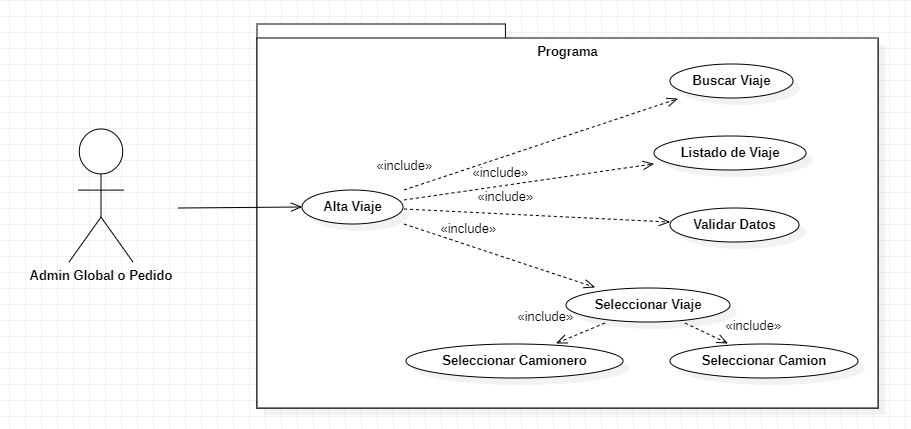 Programa
Buscar Viaje
«include»
Listado de Viaje
«include»
«include»
Alta Viaje
Validar Datos
«include»
Admin Global o Pedido
Seleccionar Viaje
«include»
«include»
Seleccionar Camionero
Seleccionar Camion